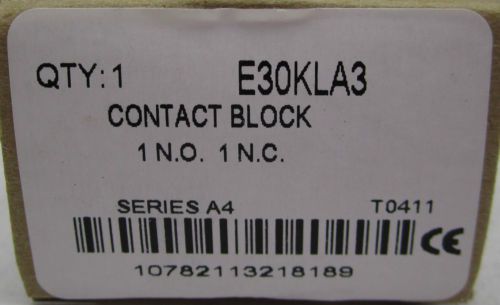 QTY: 1 E30KLA3
CONTACT BLOCK
1 N.O. 1 N.C.
SERIES A4 T0411
CE
10782113218189